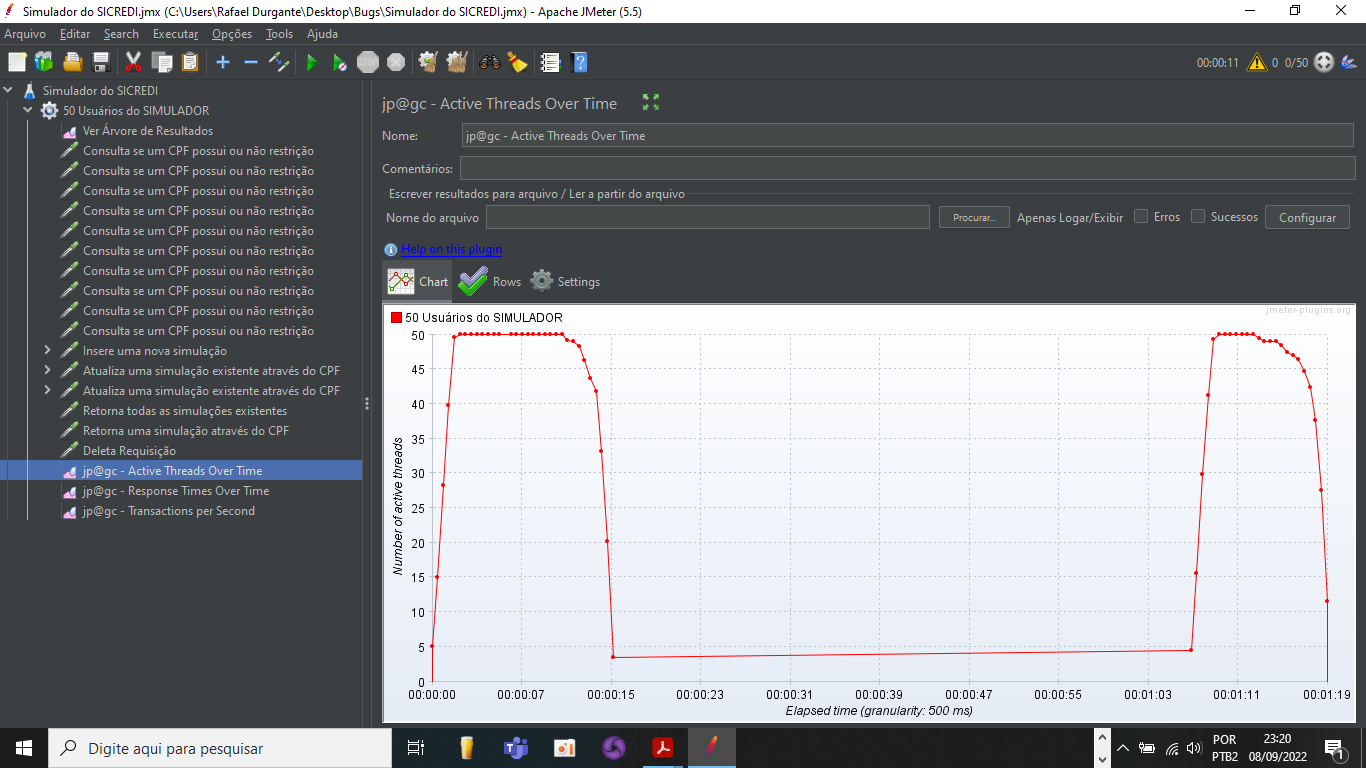 Simulador do SICREDI.jmx (C:\Users\Rafael Durgante\Desktop\Bugs\Simulador do SICREDI.jmx) - Apache JMeter (5.5)
Arquivo Editar Search Executar Opções Tools Ajuda
STOP 00:00:11 0 0/50
Simulador do SICREDI
50 Usuários do SIMULADOR
Ver Árvore de Resultados
Consulta se um CPF possui ou não restrição
Consulta se um CPF possui ou não restrição
Consulta se um CPF possui ou não restrição
Consulta se um CPF possui ou não restrição
Consulta se um CPF possui ou não restrição
Consulta se um CPF possui ou não restrição
Consulta se um CPF possui ou não restrição
Consulta se um CPF possui ou não restrição
Consulta se um CPF possui ou não restrição
Consulta se um CPF possui ou não restrição
Insere uma nova simulação
Atualiza uma simulação existente através do CPF
Atualiza uma simulação existente através do CPF
Retorna todas as simulações existentes
Retorna uma simulação através do CPF
Deleta Requisição
jp@gc - Active Threads Over Time
jp@gc - Response Times Over Time
jp@gc - Transactions per Second
jp@gc - Active Threads Over Time
Nome: jp@gc - Active Threads Over Time
Comentários:
Escrever resultados para arquivo / Ler a partir do arquivo
Nome do arquivo Procurar... Apenas Logar/Exibir Erros Sucessos Configurar
Help on this plugin
Chart Rows Settings
jmeter-plugins.org
50 Usuários do SIMULADOR
50
45
40
35
30
25
20
15
10
5
0
Number of active threads
00:00:00 00:00:07 00:00:15 00:00:23 00:00:31 00:00:39 00:00:47 00:00:55 00:01:03 00:01:11 00:01:19
Elapsed time (granularity: 500 ms)
Digite aqui para pesquisar
POR
PTB2
23:20
08/09/2022
1